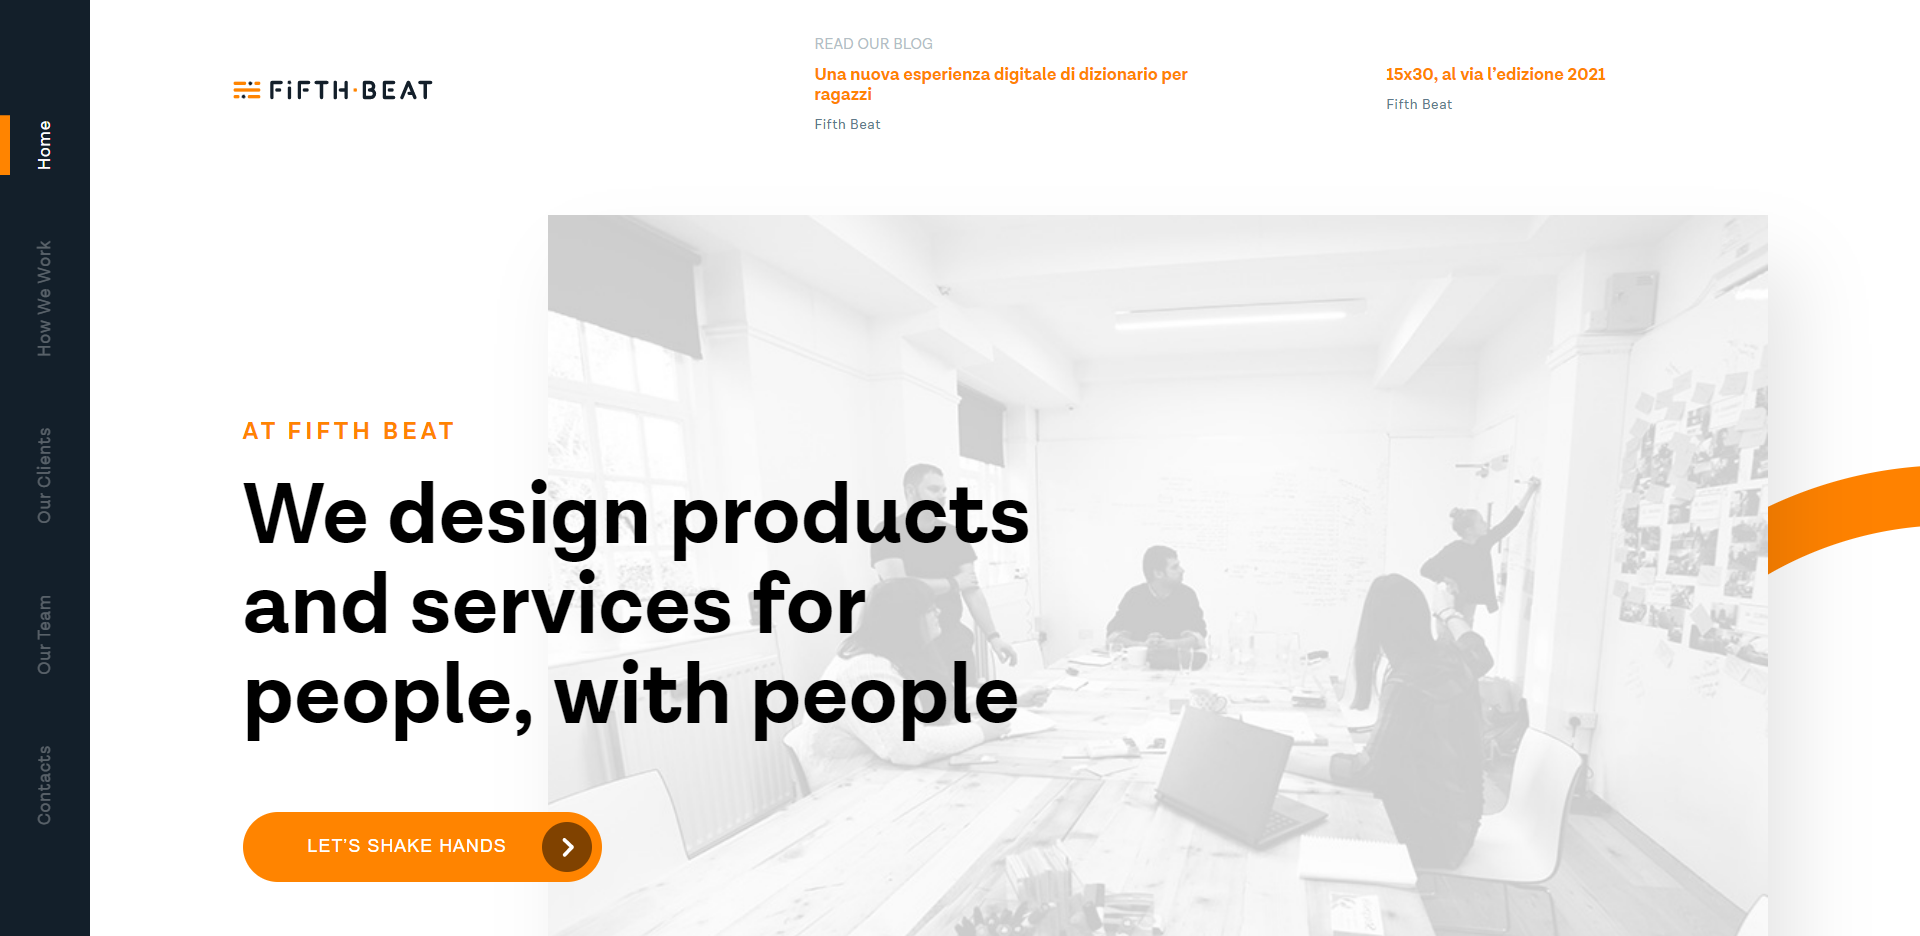 Home
How We Work
Our Clients
Our Team
Contacts
FiFTH·BEAT
READ OUR BLOG
Una nuova esperienza digitale di dizionario per
ragazzi
Fifth Beat
15x30, al via l’edizione 2021
Fifth Beat
AT FIFTH BEAT
We design products
and services for
people, with people
LET'S SHAKE HANDS